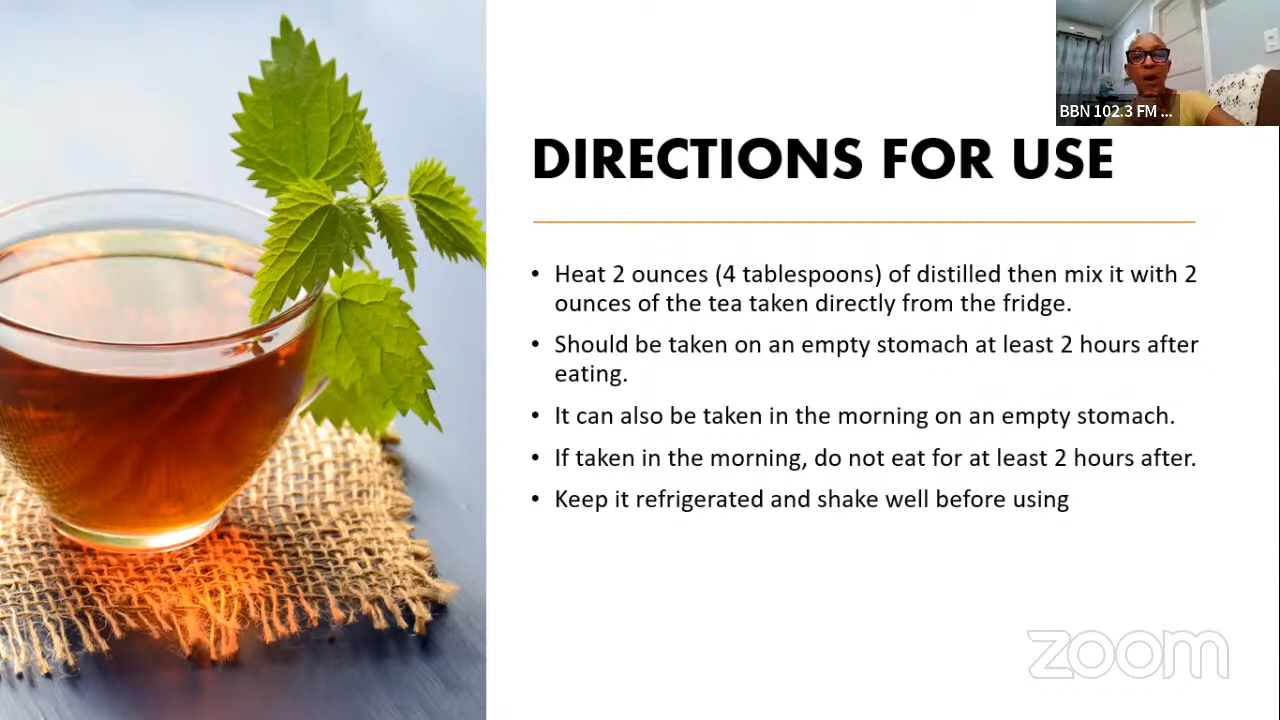 BBN 102.3 FM ...
DIRECTIONS FOR USE
• Heat 2 ounces (4 tablespoons) of distilled then mix it with 2
ounces of the tea taken directly from the fridge.
• Should be taken on an empty stomach at least 2 hours after
eating.
• It can also be taken in the morning on an empty stomach.
• If taken in the morning, do not eat for at least 2 hours after.
• Keep it refrigerated and shake well before using
zoom